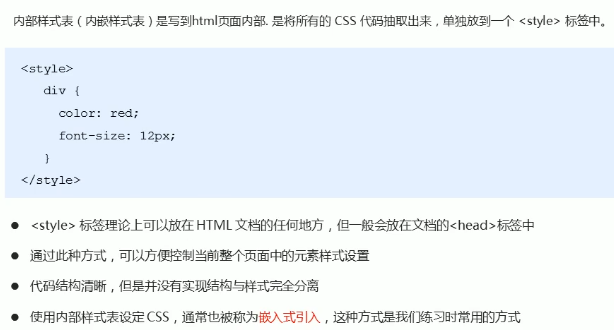 内部样式表（内嵌样式表）是写到html页面内部. 是将所有的 CSS 代码抽取出来，单独放到一个 <style> 标签中。
<style>
div {
color: red;
font-size: 12px;
}
</style>
● <style> 标签理论上可以放在 HTML 文档的任何地方，但一般会放在文档的<head>标签中
● 通过此种方式，可以方便控制当前整个页面中的元素样式设置
● 代码结构清晰，但是并没有实现结构与样式完全分离
● 使用内部样式表设定 CSS，通常也被称为嵌入式引入，这种方式是我们练习时常用的方式